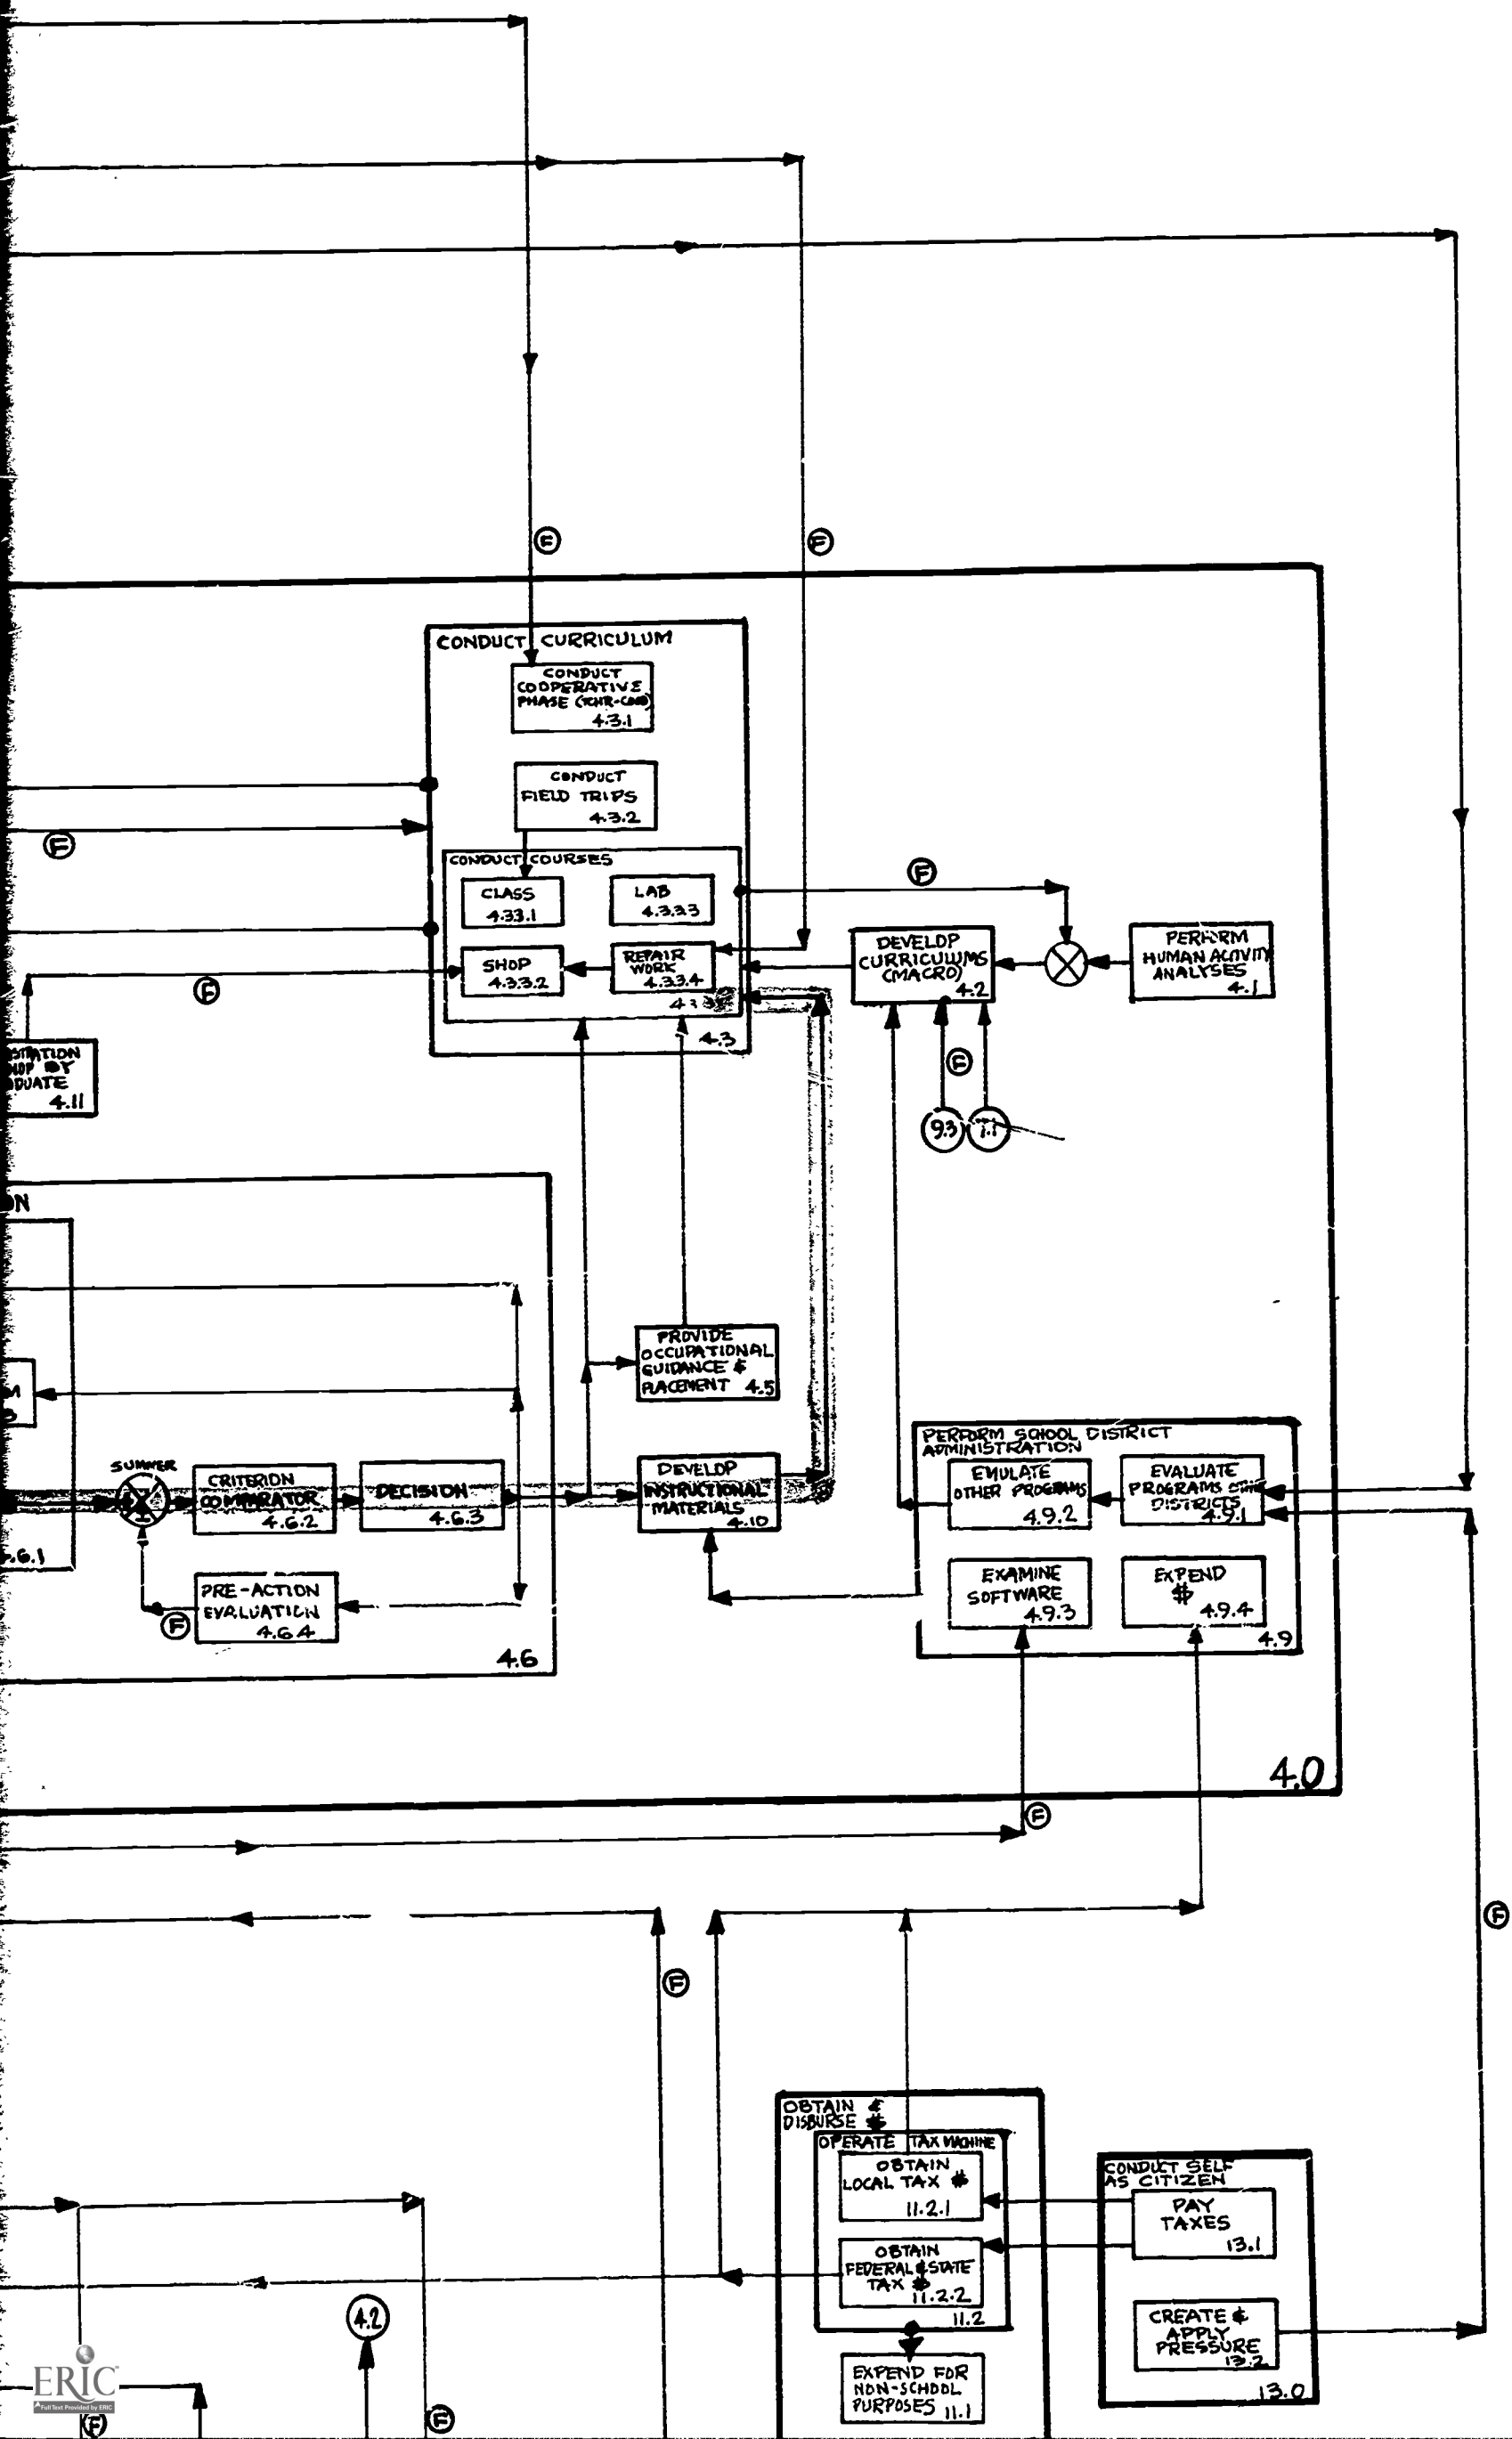 F
F
CONDUCT CURRICULUM
CONDUCT
COOPERATIVE
PHASE
4.3.1
CONDUCT
FIELD TRIPS
4.3.2
F
CONDUCT COURSES
CLASS
4.33.1
LAB
4.3.3.3
SHOP
4.3.3.2
REPAIR
WORK
4.33.4
4.3
F
F
DEVELOP
CURRICULUMS
(MACRO)
4.2
PERFORM
HUMAN ACTIVITY
ANALYSES
4.1
F
9.3
7.1
4.11
PROVIDE
OCCUPATIONAL
GUIDANCE &
PLACEMENT 4.5
SUMMER
CRITERION
COMPARATOR
4.6.2
DECISION
4.6.3
PRE-ACTION
EVALUATION
4.6.4
F
4.6
DEVELOP
INSTRUCTIONAL
MATERIALS
4.10
PERFORM SCHOOL DISTRICT
ADMINISTRATION
EMULATE
OTHER PROGRAMS
4.9.2
EVALUATE
PROGRAMS
DISTRICTS
4.9.1
EXAMINE
SOFTWARE
4.9.3
EXPEND
$
4.9.4
4.9
4.0
F
F
F
OBTAIN &
DISBURSE $
OPERATE TAX MACHINE
OBTAIN
LOCAL TAX $
11.2.1
OBTAIN
FEDERAL & STATE
TAX $
11.2.2
11.2
EXPEND FOR
NON-SCHOOL
PURPOSES 11.1
CONDUCT SELF
AS CITIZEN
PAY
TAXES
13.1
CREATE &
APPLY
PRESSURE
13.2
13.0
4.2
F
F
ERIC
Full Text Provided by ERIC